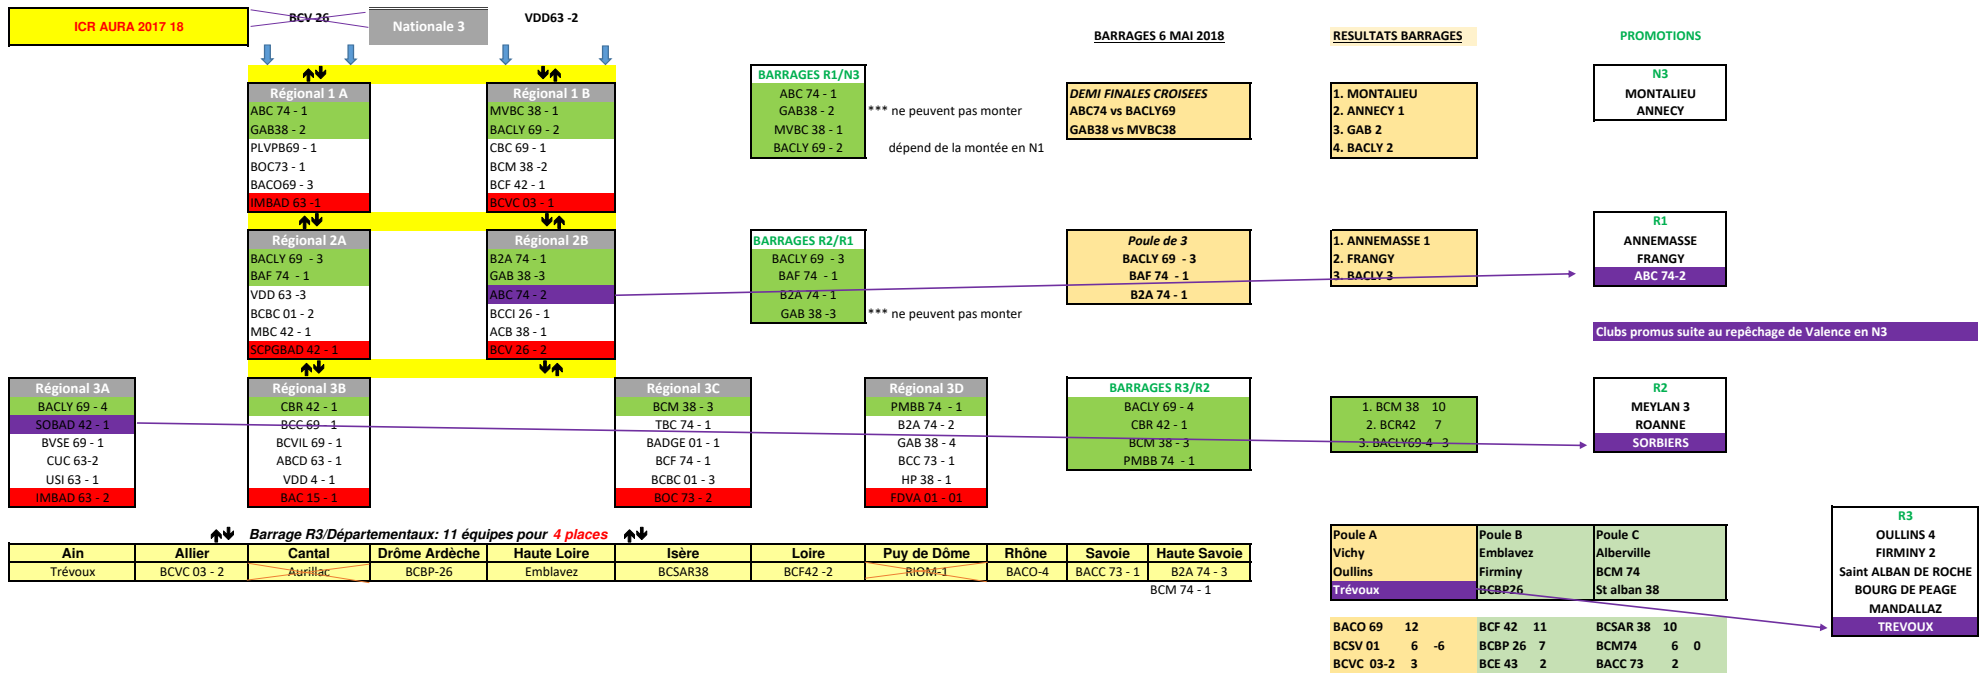 ICR AURA 2017 18
BCV 26
Nationale 3
VDD63 -2
BARRAGES 6 MAI 2018
RESULTATS BARRAGES
PROMOTIONS
Régional 1 A
ABC 74 - 1
GAB38 - 2
PLVPB69 - 1
BOC73 - 1
BACO69 - 3
IMBAD 63 -1
Régional 1 B
MVBC 38 - 1
BACLY 69 - 2
CBC 69 - 1
BCM 38 -2
BCF 42 - 1
BCVC 03 - 1
BARRAGES R1/N3
ABC 74 - 1
GAB38 - 2
*** ne peuvent pas monter
MVBC 38 - 1
BACLY 69 - 2
dépend de la montée en N1
DEMI FINALES CROISEES
ABC74 vs BACLY69
GAB38 vs MVBC38
1. MONTALIEU
2. ANNECY 1
3. GAB 2
4. BACLY 2
N3
MONTALIEU
ANNECY
Régional 2A
BACLY 69 - 3
BAF 74 - 1
VDD 63 -3
BCBC 01 - 2
MBC 42 - 1
SCPGBAD 42 - 1
Régional 2B
B2A 74 - 1
GAB 38 -3
ABC 74 - 2
BCCI 26 - 1
ACB 38 - 1
BCV 26 - 2
BARRAGES R2/R1
BACLY 69 - 3
BAF 74 - 1
B2A 74 - 1
GAB 38 -3
*** ne peuvent pas monter
Poule de 3
BACLY 69 - 3
BAF 74 - 1
B2A 74 - 1
1. ANNEMASSE 1
2. FRANGY
3. BACLY 3
R1
ANNEMASSE
FRANGY
ABC 74-2
Clubs promus suite au repêchage de Valence en N3
Régional 3A
BACLY 69 - 4
SOBAD 42 - 1
BVSE 69 - 1
CUC 63-2
USI 63 - 1
IMBAD 63 - 2
Régional 3B
CBR 42 - 1
BCC 69 - 1
BCVIL 69 - 1
ABCD 63 - 1
VDD 4 - 1
BAC 15 - 1
Régional 3C
BCM 38 - 3
TBC 74 - 1
BADGE 01 - 1
BCF 74 - 1
BCBC 01 - 3
BOC 73 - 2
Régional 3D
PMBB 74 - 1
B2A 74 - 2
GAB 38 - 4
BCC 73 - 1
HP 38 - 1
FDVA 01 - 01
BARRAGES R3/R2
BACLY 69 - 4
CBR 42 - 1
BCM 38 - 3
PMBB 74 - 1
1. BCM 38 10
2. BCR42 7
3. BACLY69-4 3
R2
MEYLAN 3
ROANNE
SORBIERS
Barrage R3/Départementaux: 11 équipes pour 4 places
Ain Allier Cantal Drôme Ardèche Haute Loire Isère Loire Puy de Dôme Rhône Savoie Haute Savoie
Trévoux BCVC 03 - 2 Aurillac BCBP-26 Emblavez BCSAR38 BCF42 -2 RIOM-1 BACO-4 BACC 73 - 1 B2A 74 - 3
BCM 74 - 1
Poule A Poule B Poule C
Vichy Emblavez Alberville
Oullins Firminy BCM 74
Trévoux BCBP26 St alban 38
BACO 69 12 BCF 42 11 BCSAR 38 10
BCSV 01 6 -6 BCBP 26 7 BCM74 6 0
BCVC 03-2 3 BCE 43 2 BACC 73 2
R3
OULLINS 4
FIRMINY 2
Saint ALBAN DE ROCHE
BOURG DE PEAGE
MANDALLAZ
TREVOUX